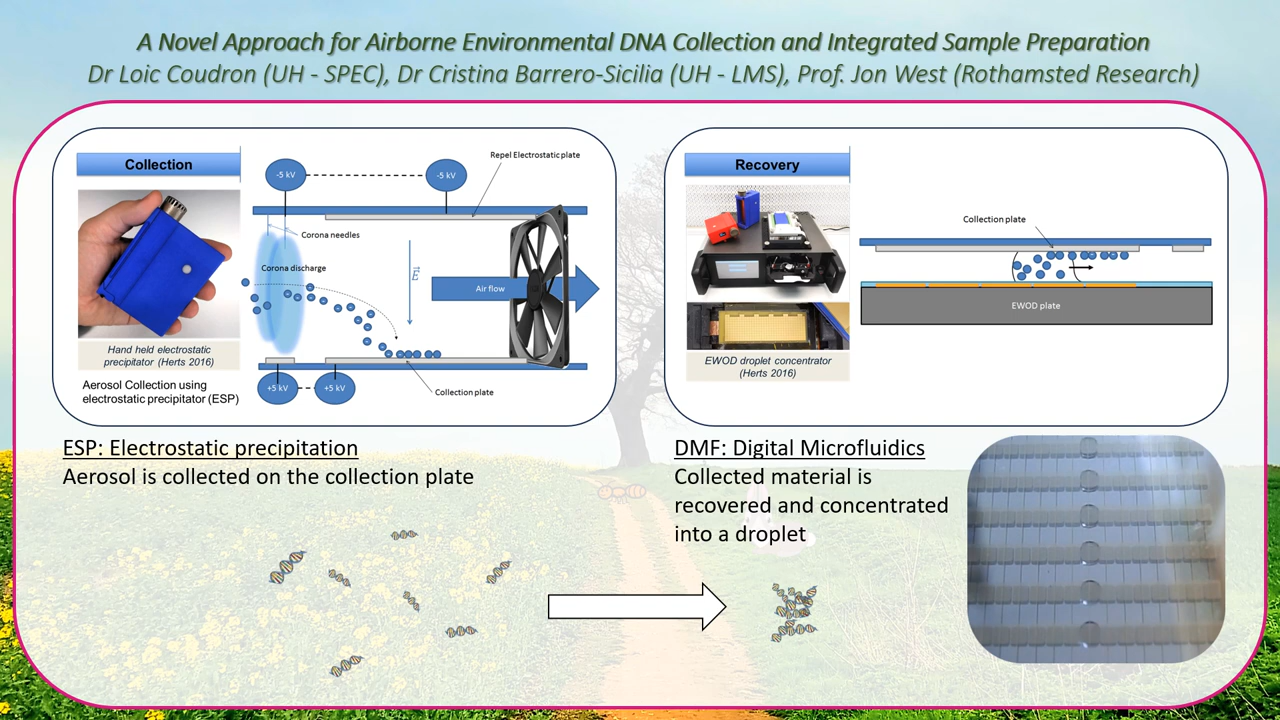 A Novel Approach for Airborne Environmental DNA Collection and Integrated Sample Preparation
Dr Loic Coudron (UH - SPEC), Dr Cristina Barrero-Sicilia (UH - LMS), Prof. Jon West (Rothamsted Research)
Collection
Hand held electrostatic
precipitator (Herts 2016)
Aerosol Collection using
electrostatic precipitator (ESP)
-5 kV
-5 kV
Repel Electrostatic plate
Corona needles
Corona discharge
E
Air flow
+5 kV
+5 kV
Collection plate
Recovery
EWOD droplet concentrator
(Herts 2016)
Collection plate
EWOD plate
ESP: Electrostatic precipitation
Aerosol is collected on the collection plate
DMF: Digital Microfluidics
Collected material is
recovered and concentrated
into a droplet